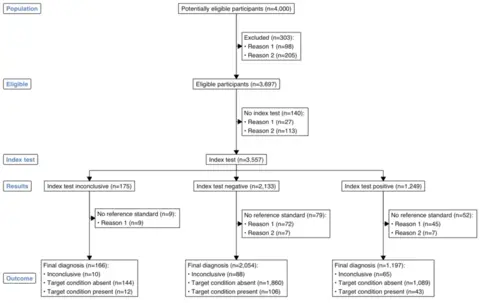 Population
Potentially eligible participants (n=4,000)
Excluded (n=303):
• Reason 1 (n=98)
• Reason 2 (n=205)
Eligible
Eligible participants (n=3,697)
No index test (n=140):
• Reason 1 (n=27)
• Reason 2 (n=113)
Index test
Index test (n=3,557)
Results
Index test inconclusive (n=175)
Index test negative (n=2,133)
Index test positive (n=1,249)
No reference standard (n=9):
• Reason 1 (n=9)
No reference standard (n=79):
• Reason 1 (n=72)
• Reason 2 (n=7)
No reference standard (n=52):
• Reason 1 (n=45)
• Reason 2 (n=7)
Outcome
Final diagnosis (n=166):
• Inconclusive (n=10)
• Target condition absent (n=144)
• Target condition present (n=12)
Final diagnosis (n=2,054):
• Inconclusive (n=88)
• Target condition absent (n=1,860)
• Target condition present (n=106)
Final diagnosis (n=1,197):
• Inconclusive (n=65)
• Target condition absent (n=1,089)
• Target condition present (n=43)